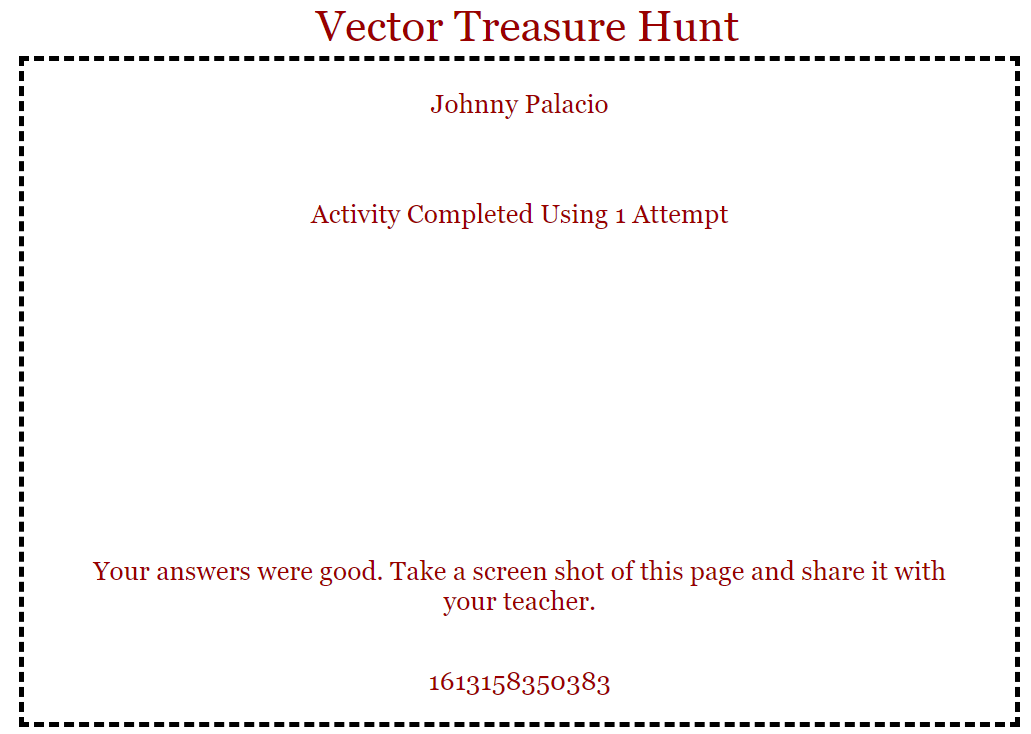 Vector Treasure Hunt
Johnny Palacio
Activity Completed Using 1 Attempt
Your answers were good. Take a screen shot of this page and share it with
your teacher.
1613158350383